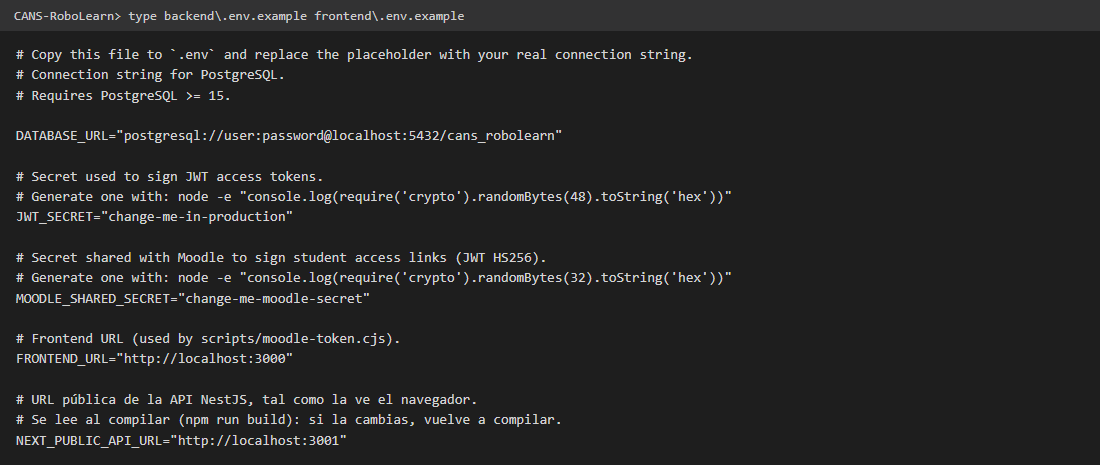 CANS-RoboLearn> type backend\.env.example frontend\.env.example
# Copy this file to `.env` and replace the placeholder with your real connection string.
# Connection string for PostgreSQL.
# Requires PostgreSQL >= 15.
DATABASE_URL="postgresql://user:password@localhost:5432/cans_robolearn"
# Secret used to sign JWT access tokens.
# Generate one with: node -e "console.log(require('crypto').randomBytes(48).toString('hex'))"
JWT_SECRET="change-me-in-production"
# Secret shared with Moodle to sign student access links (JWT HS256).
# Generate one with: node -e "console.log(require('crypto').randomBytes(32).toString('hex'))"
MOODLE_SHARED_SECRET="change-me-moodle-secret"
# Frontend URL (used by scripts/moodle-token.cjs).
FRONTEND_URL="http://localhost:3000"
# URL pública de la API NestJS, tal como la ve el navegador.
# Se lee al compilar (npm run build): si la cambias, vuelve a compilar.
NEXT_PUBLIC_API_URL="http://localhost:3001"